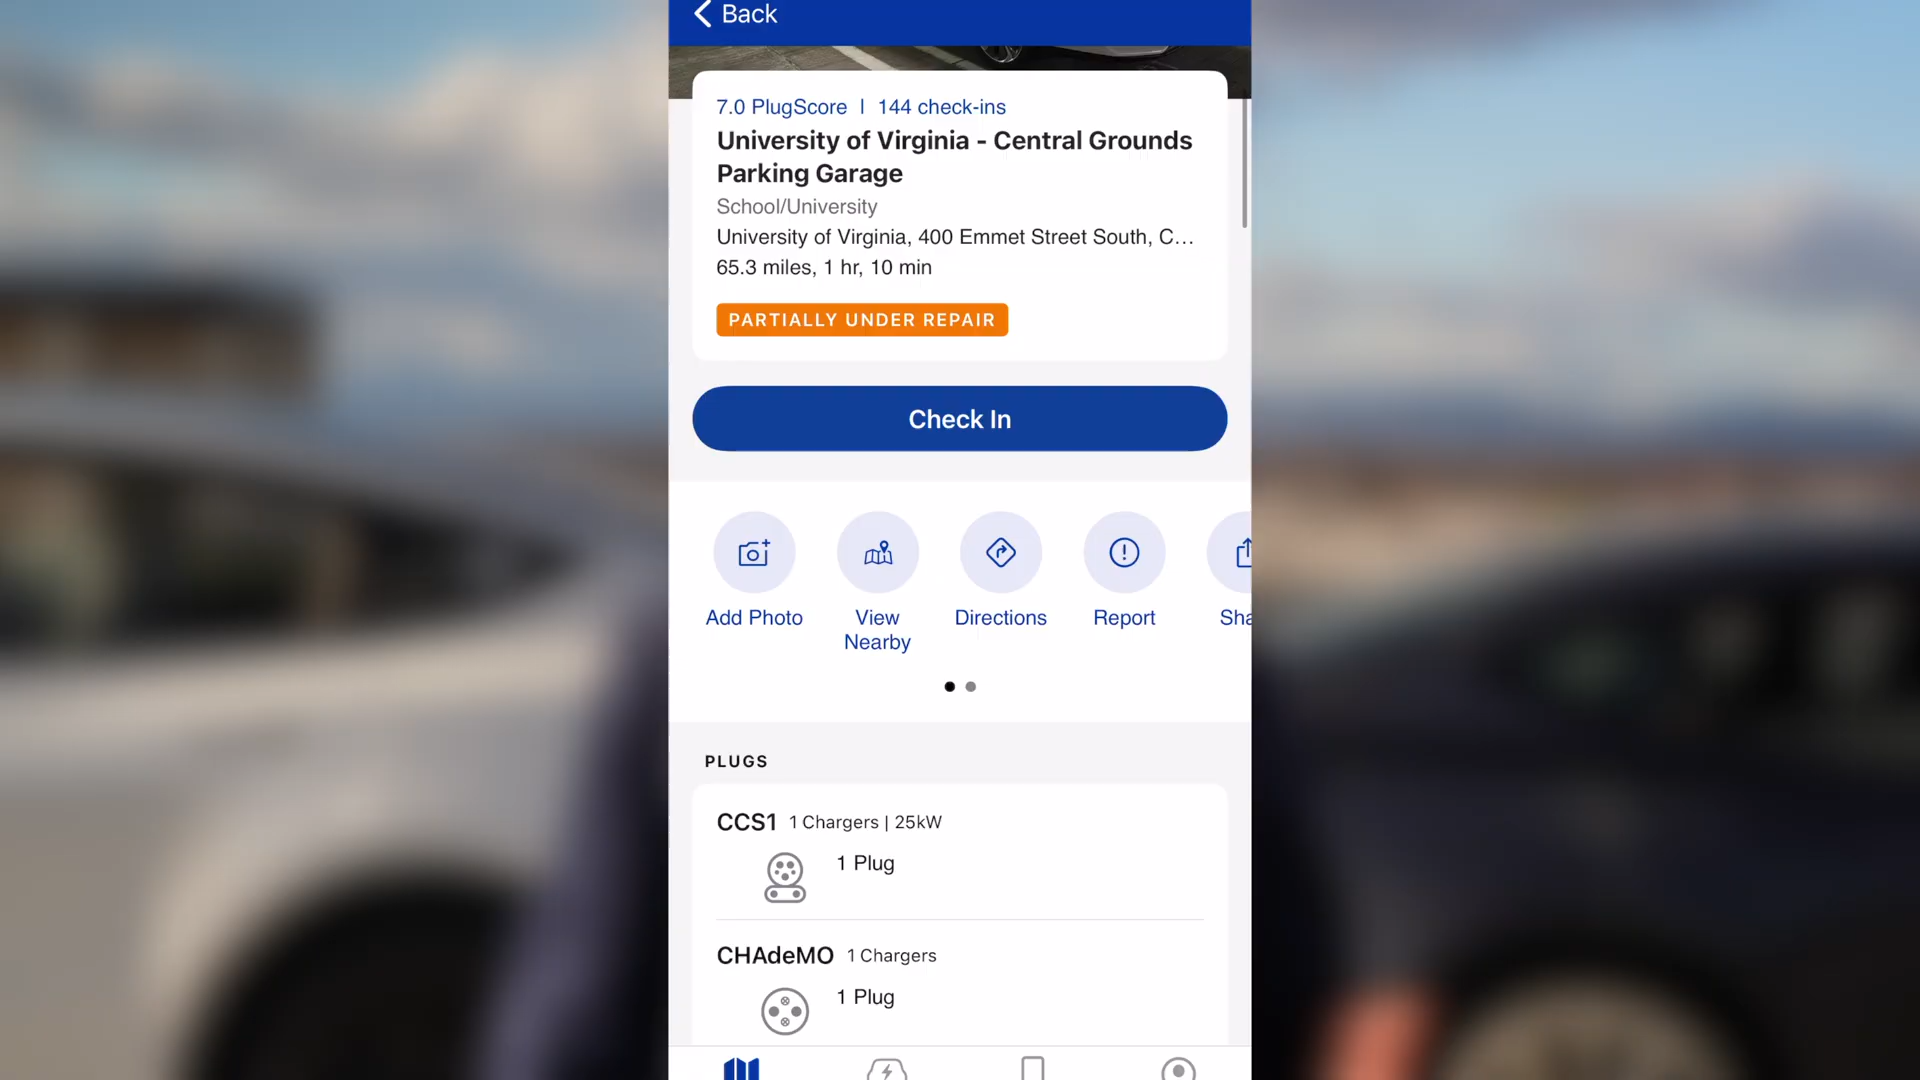 Back
7.0 PlugScore | 144 check-ins
University of Virginia - Central Grounds
Parking Garage
School/University
University of Virginia, 400 Emmet Street South, C...
65.3 miles, 1 hr, 10 min
PARTIALLY UNDER REPAIR
Check In
Add Photo
View
Nearby
Directions
Report
Sha
PLUGS
CCS1 1 Chargers | 25kW
1 Plug
CHAdeMO 1 Chargers
1 Plug